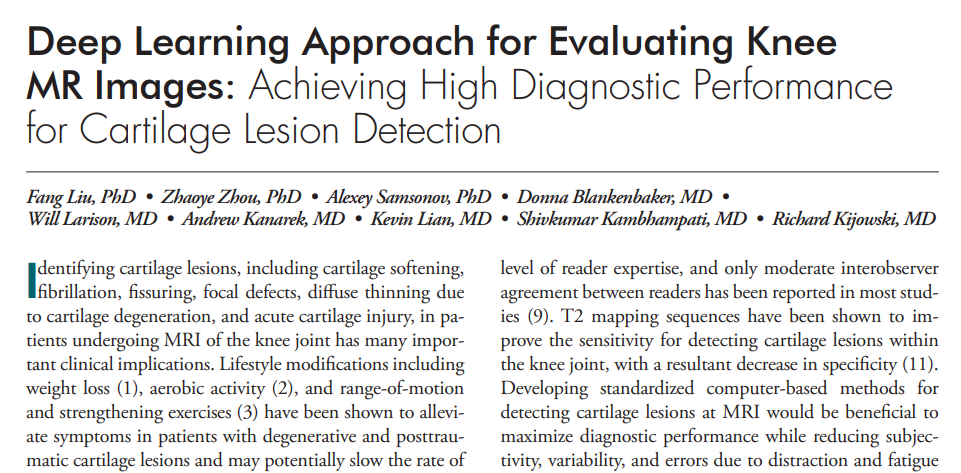 Deep Learning Approach for Evaluating Knee
MR Images: Achieving High Diagnostic Performance
for Cartilage Lesion Detection
Fang Liu, PhD • Zhaoye Zhou, PhD • Alexey Samsonov, PhD • Donna Blankenbaker, MD •
Will Larison, MD • Andrew Kanarek, MD • Kevin Lian, MD • Shivkumar Kambhampati, MD • Richard Kijowski, MD
Identifying cartilage lesions, including cartilage softening,
fibrillation, fissuring, focal defects, diffuse thinning due
to cartilage degeneration, and acute cartilage injury, in pa-
tients undergoing MRI of the knee joint has many impor-
tant clinical implications. Lifestyle modifications including
weight loss (1), aerobic activity (2), and range-of-motion
and strengthening exercises (3) have been shown to allevi-
ate symptoms in patients with degenerative and posttrau-
matic cartilage lesions and may potentially slow the rate of
level of reader expertise, and only moderate interobserver
agreement between readers has been reported in most stud-
ies (9). T2 mapping sequences have been shown to im-
prove the sensitivity for detecting cartilage lesions within
the knee joint, with a resultant decrease in specificity (11).
Developing standardized computer-based methods for
detecting cartilage lesions at MRI would be beneficial to
maximize diagnostic performance while reducing subjec-
tivity, variability, and errors due to distraction and fatigue